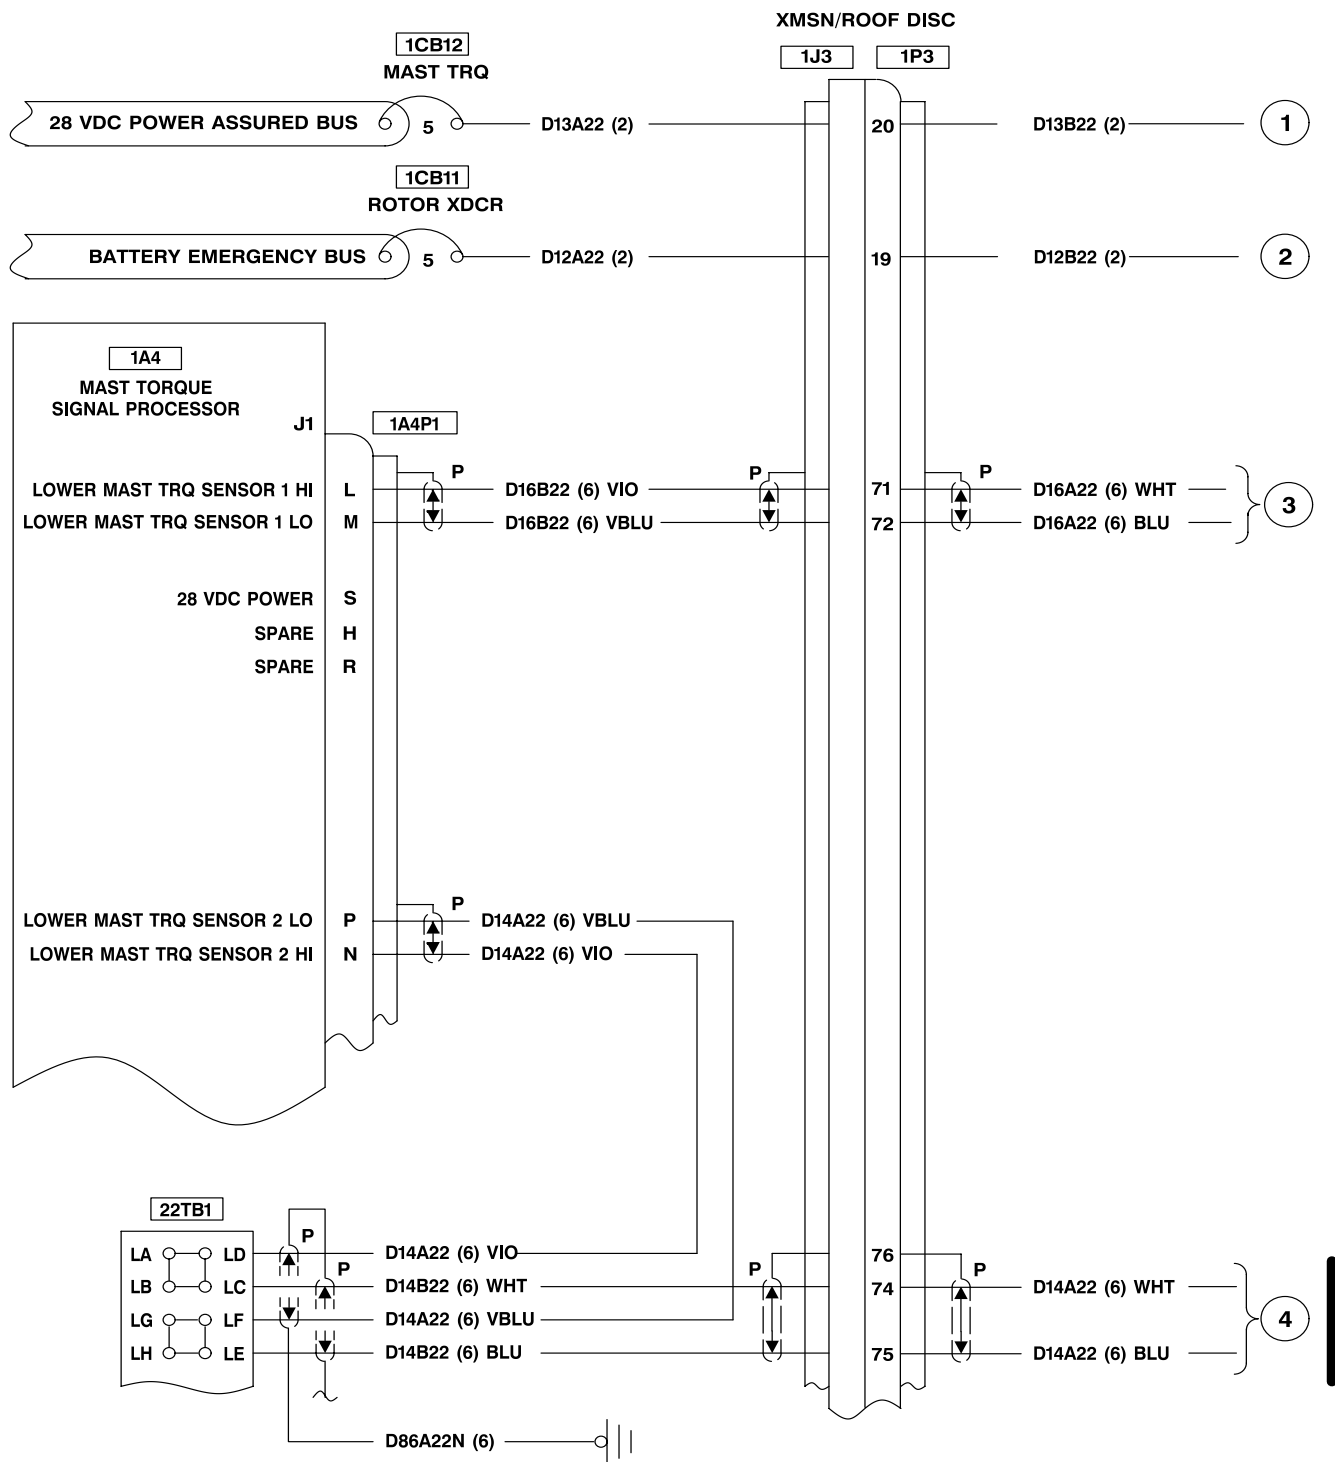 XMSN/ROOF DISC
1CB12
1J3
1P3
MAST TRQ
28 VDC POWER ASSURED BUS
5
D13A22 (2)
20
D13B22 (2)
1
1CB11
ROTOR XDCR
BATTERY EMERGENCY BUS
5
D12A22 (2)
19
D12B22 (2)
2
1A4
MAST TORQUE
SIGNAL PROCESSOR
J1
1A4P1
P
P
P
LOWER MAST TRQ SENSOR 1 HI
L
D16B22 (6) VIO
71
D16A22 (6) WHT
3
LOWER MAST TRQ SENSOR 1 LO
M
D16B22 (6) VBLU
72
D16A22 (6) BLU
28 VDC POWER
S
SPARE
H
SPARE
R
P
LOWER MAST TRQ SENSOR 2 LO
P
D14A22 (6) VBLU
LOWER MAST TRQ SENSOR 2 HI
N
D14A22 (6) VIO
22TB1
P
LA
LD
D14A22 (6) VIO
76
P
P
P
LB
LC
D14B22 (6) WHT
74
D14A22 (6) WHT
LG
LF
D14A22 (6) VBLU
4
LH
LE
D14B22 (6) BLU
75
D14A22 (6) BLU
D86A22N (6)